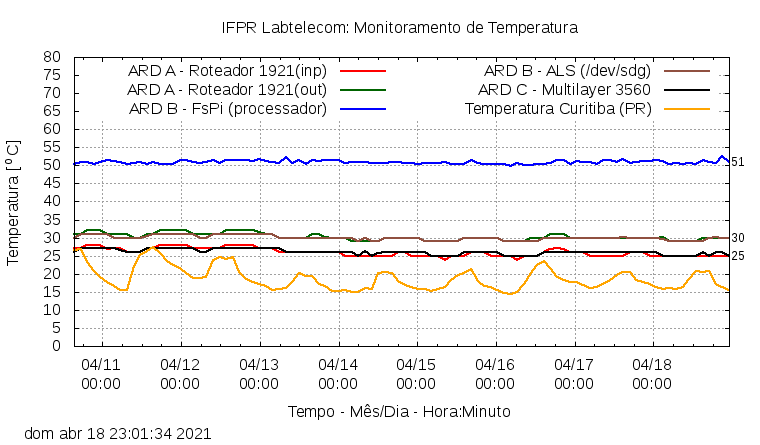 IFPR Labtelecom: Monitoramento de Temperatura
80
75
70
65
60
55
50
45
40
35
30
25
20
15
10
5
0
Temperatura [ °C]
ARD A - Roteador 1921(inp)
ARD A - Roteador 1921(out)
ARD B - FsPi (processador)
ARD B - ALS (/dev/sdg)
ARD C - Multilayer 3560
Temperatura Curitiba (PR)
51
30
25
04/11 04/12 04/13 04/14 04/15 04/16 04/17 04/18
00:00 00:00 00:00 00:00 00:00 00:00 00:00 00:00
Tempo - Mês/Dia - Hora:Minuto
dom abr 18 23:01:34 2021